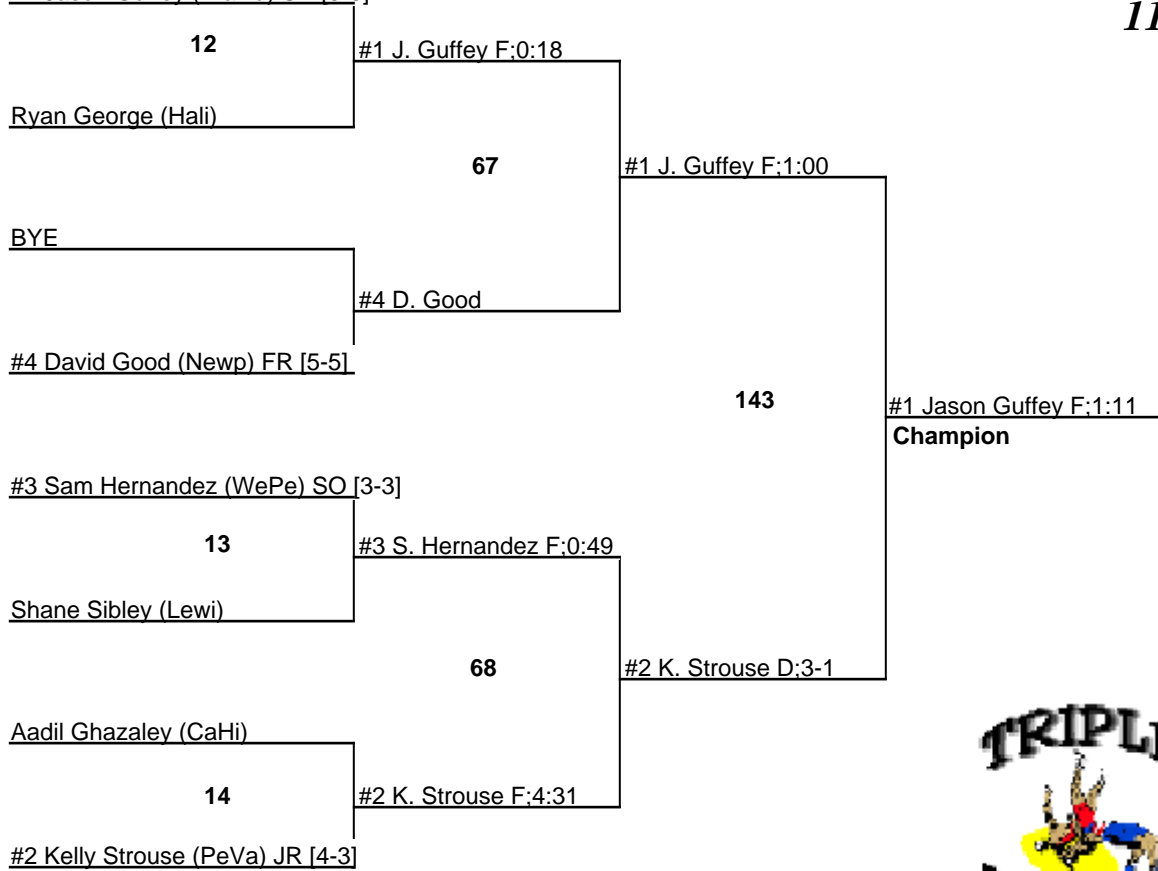 11
12
#1 J. Guffey F;0:18
Ryan George (Hali)
67
#1 J. Guffey F;1:00
BYE
#4 D. Good
#4 David Good (Newp) FR [5-5]
143
#1 Jason Guffey F;1:11
Champion
#3 Sam Hernandez (WePe) SO [3-3]
13
#3 S. Hernandez F;0:49
Shane Sibley (Lewi)
68
#2 K. Strouse D;3-1
Aadil Ghazaley (CaHi)
14
#2 K. Strouse F;4:31
#2 Kelly Strouse (PeVa) JR [4-3]
TRIPL